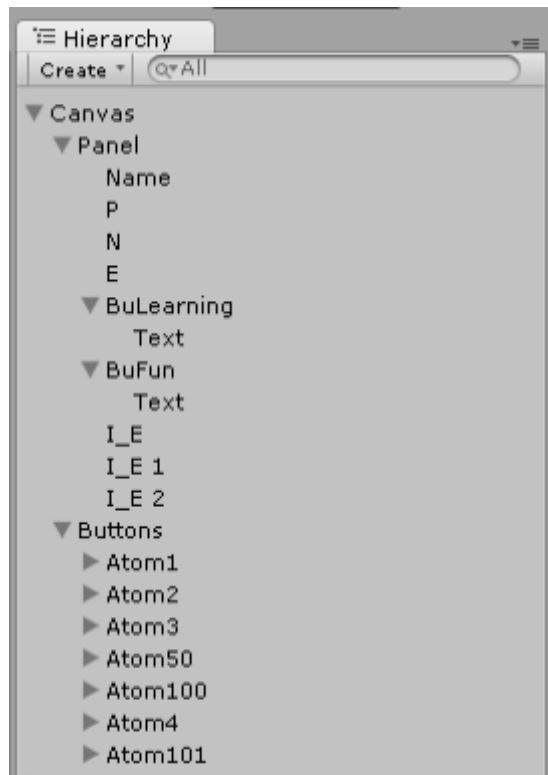 Hierarchy
Create All
Canvas
Panel
Name
P
N
E
BuLearning
Text
BuFun
Text
I_E
I_E 1
I_E 2
Buttons
Atom1
Atom2
Atom3
Atom50
Atom100
Atom4
Atom101